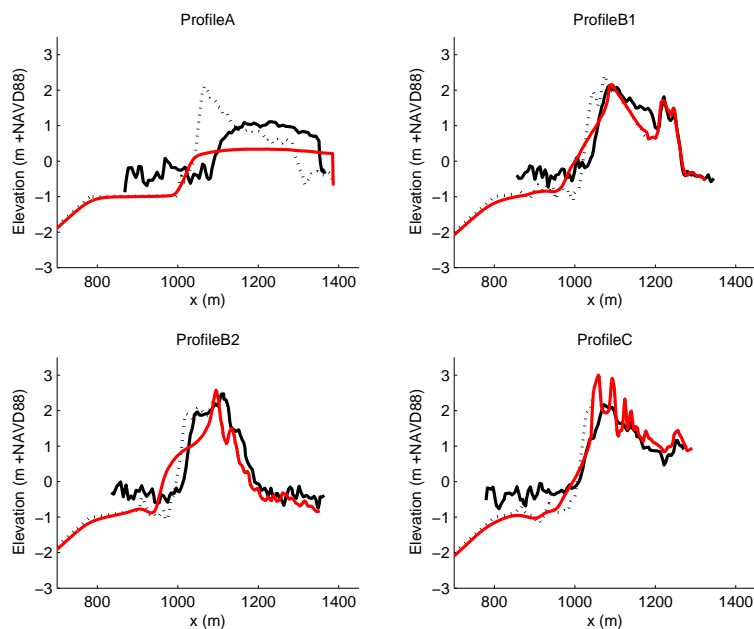 ProfileA
3
2
1
0
−1
−2
−3
800 1000 1200 1400
x (m)
Elevation (m +NAVD88)
ProfileB1
3
2
1
0
−1
−2
−3
800 1000 1200 1400
x (m)
Elevation (m +NAVD88)
ProfileB2
3
2
1
0
−1
−2
−3
800 1000 1200 1400
x (m)
Elevation (m +NAVD88)
ProfileC
3
2
1
0
−1
−2
−3
800 1000 1200 1400
x (m)
Elevation (m +NAVD88)